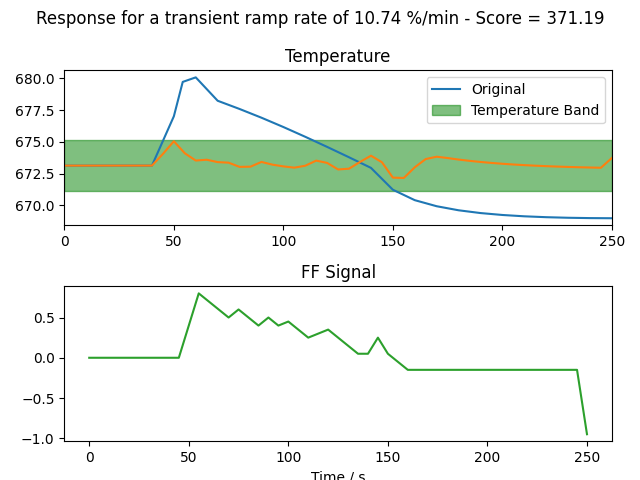 Response for a transient ramp rate of 10.74 %/min - Score = 371.19
Temperature
680.0
677.5
675.0
672.5
670.0
Original
Temperature Band
0 50 100 150 200 250
FF Signal
0.5
0.0
−0.5
−1.0
0 50 100 150 200 250
Time / s